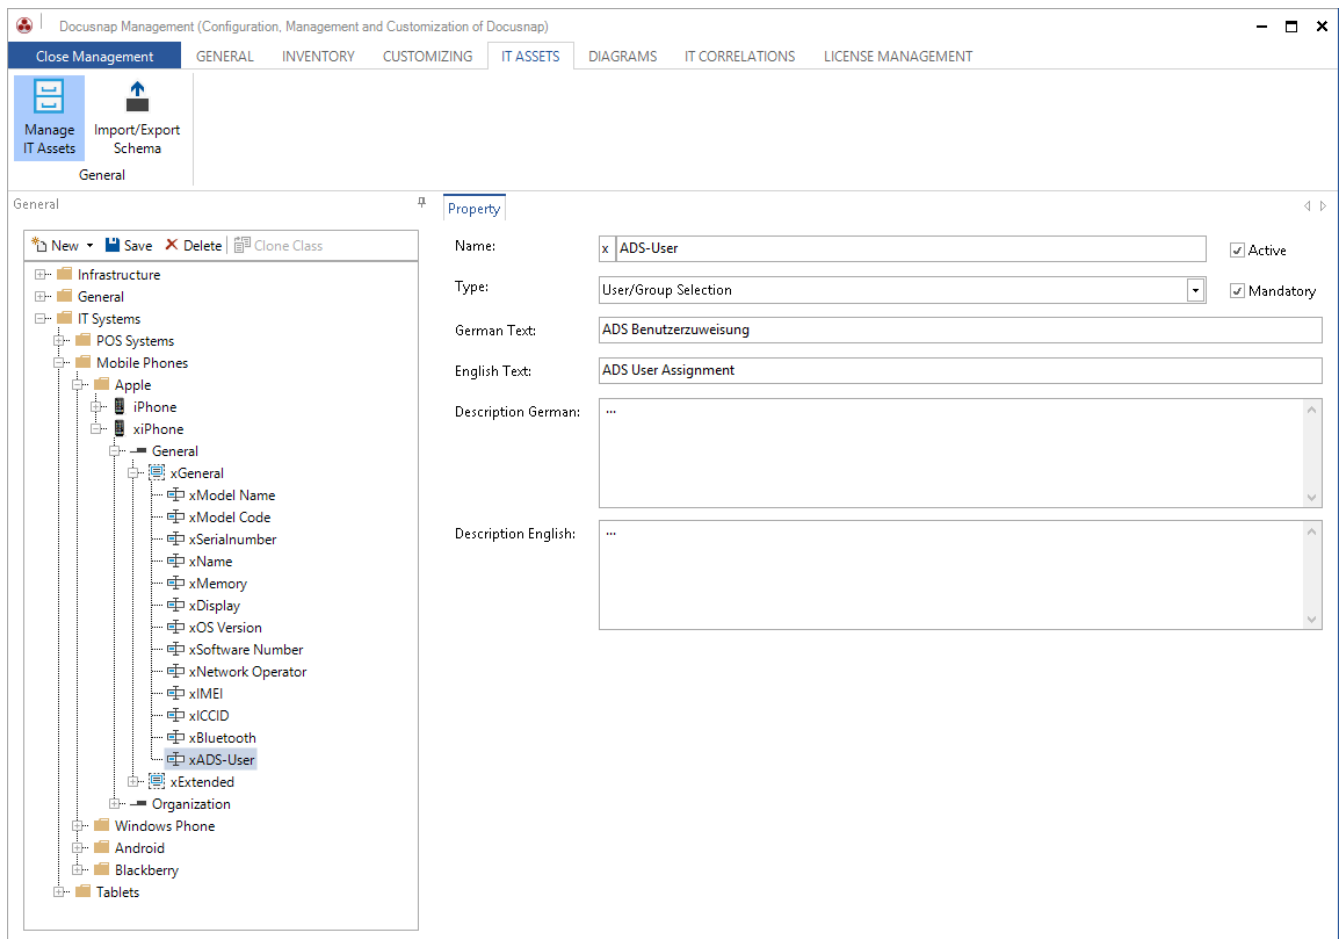 Docusnap Management (Configuration, Management and Customization of Docusnap)
Close Management GENERAL INVENTORY CUSTOMIZING IT ASSETS DIAGRAMS IT CORRELATIONS LICENSE MANAGEMENT
Manage IT Assets
Import/Export Schema
General
General
New Save Delete Clone Class
Infrastructure
General
IT Systems
POS Systems
Mobile Phones
Apple
iPhone
xiPhone
General
xGeneral
xModel Name
xModel Code
xSerialnumber
xName
xMemory
xDisplay
xOS Version
xSoftware Number
xNetwork Operator
xIMEI
xICCID
xBluetooth
xADS-User
xExtended
Organization
Windows Phone
Android
Blackberry
Tablets
Property
Name: x ADS-User Active
Type: User/Group Selection Mandatory
German Text: ADS Benutzerzuweisung
English Text: ADS User Assignment
Description German: ...
Description English: ...